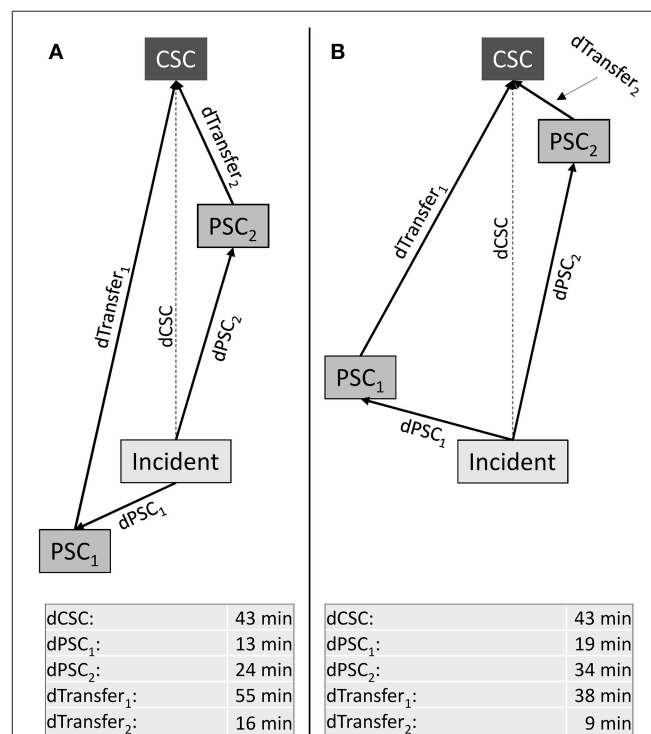 A
CSC
dTransfer₂
PSC₂
dTransfer₁
dCSC
dPSC₂
Incident
dPSC₁
PSC₁
dCSC: 43 min
dPSC₁: 13 min
dPSC₂: 24 min
dTransfer₁: 55 min
dTransfer₂: 16 min
B
CSC
dTransfer₂
PSC₂
dTransfer₁
dCSC
dPSC₂
PSC₁
dPSC₁
Incident
dCSC: 43 min
dPSC₁: 19 min
dPSC₂: 34 min
dTransfer₁: 38 min
dTransfer₂: 9 min